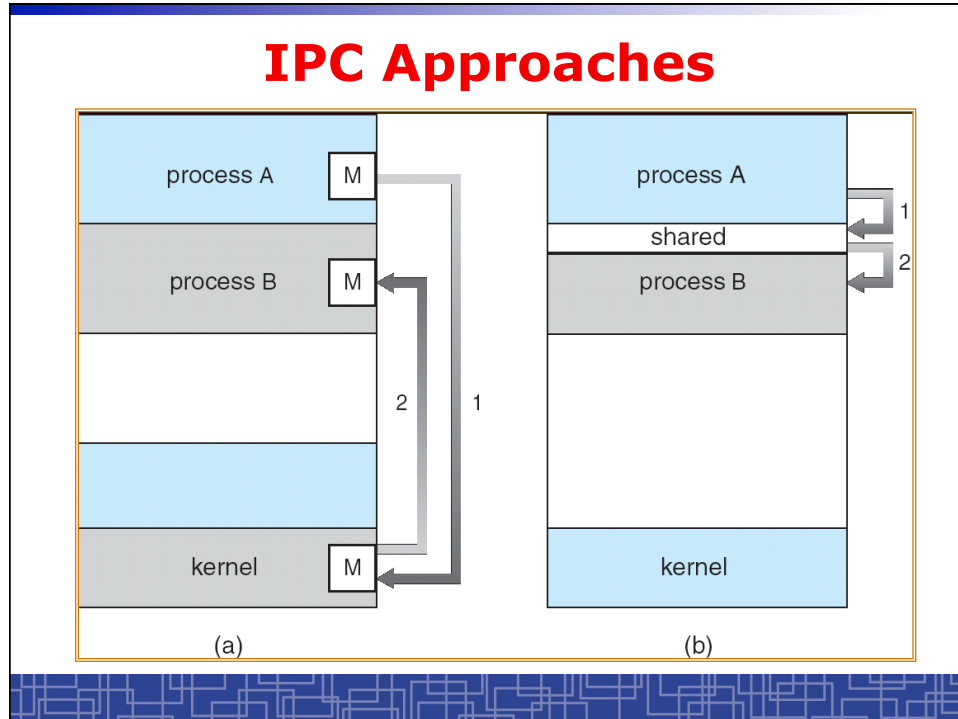 IPC Approaches
process A
M
process B
M
2
1
kernel
M
(a)
process A
1
shared
2
process B
kernel
(b)